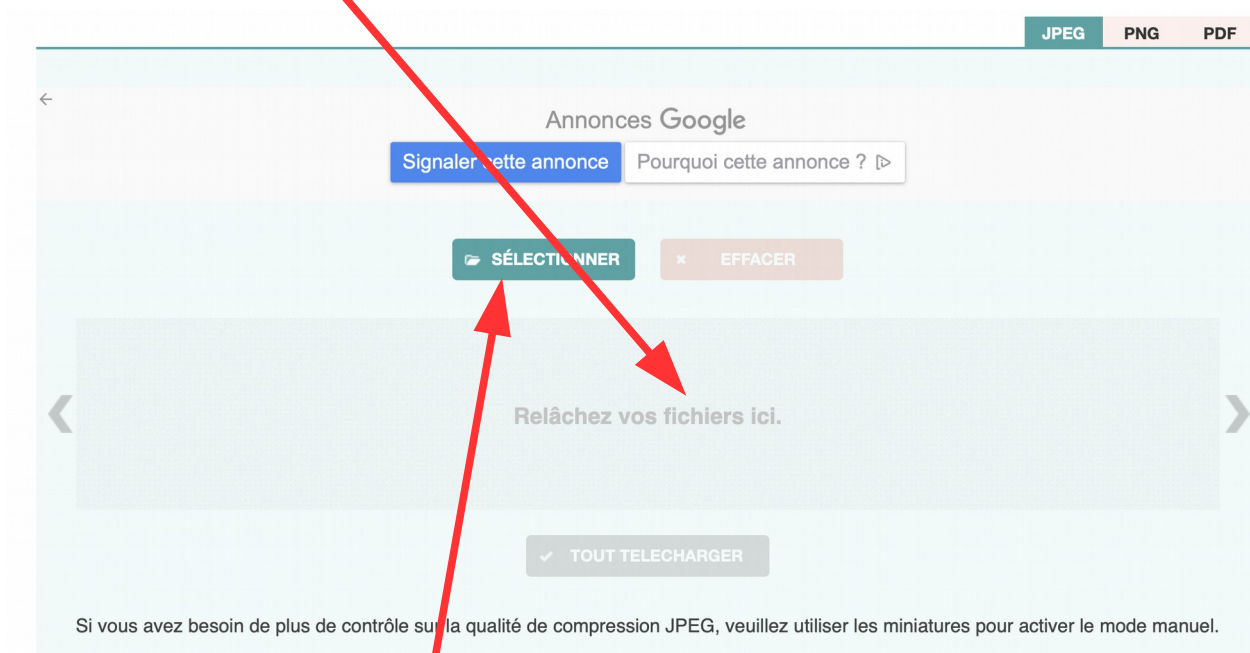 JPEG PNG PDF
Annonces Google
Signaler cette annonce Pourquoi cette annonce ?
SÉLECTIONNER EFFACER
Relâchez vos fichiers ici.
TOUT TELECHARGER
Si vous avez besoin de plus de contrôle sur la qualité de compression JPEG, veuillez utiliser les miniatures pour activer le mode manuel.